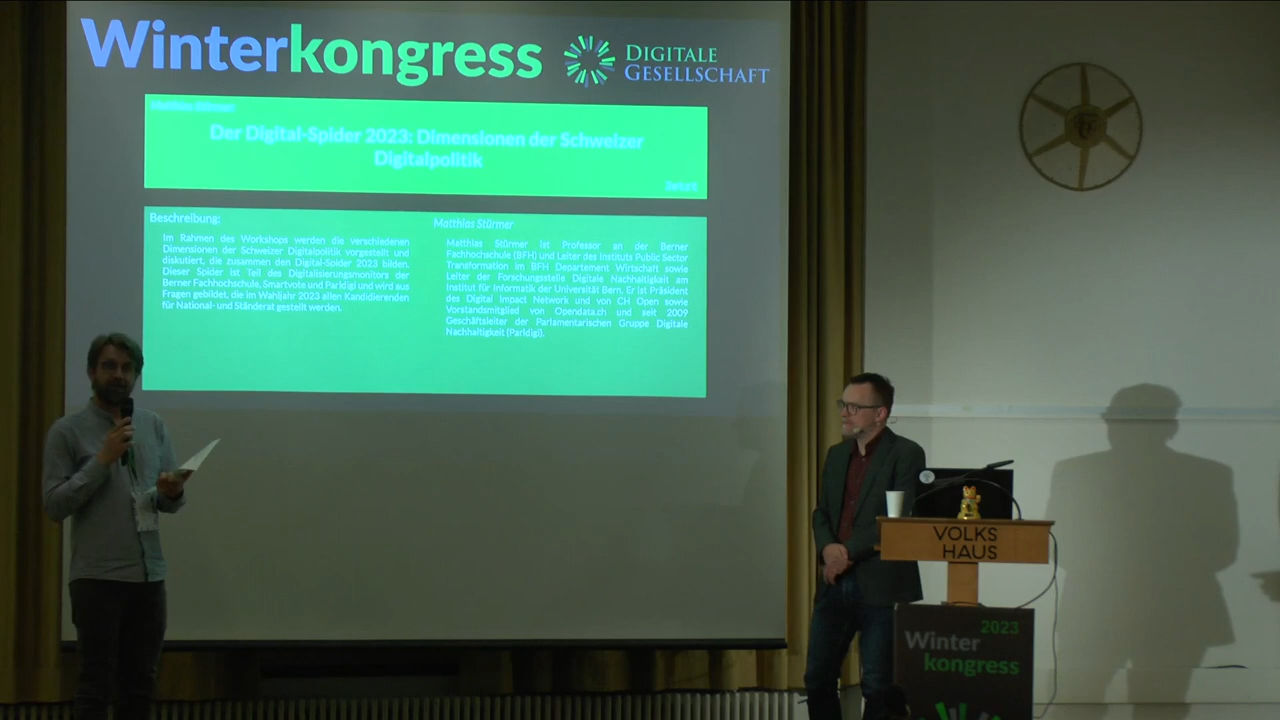 Winterkongress
DIGITALE
GESELLSCHAFT
Matthias Stürmer
Der Digital-Spider 2023: Dimensionen der Schweizer
Digitalpolitik
Jetzt
Beschreibung:
Im Rahmen des Workshops werden die verschiedenen
Dimensionen der Schweizer Digitalpolitik vorgestellt und
diskutiert, die zusammen den Digital-Spider 2023 bilden.
Dieser Spider ist Teil des Digitalisierungsmonitors der
Berner Fachhochschule, Smartvote und Parldigi und wird aus
Fragen gebildet, die im Wahljahr 2023 allen Kandidierenden
für National- und Ständerat gestellt werden.
Matthias Stürmer
Matthias Stürmer ist Professor an der Berner
Fachhochschule (BFH) und Leiter des Instituts Public Sector
Transformation im BFH Departement Wirtschaft sowie
Leiter der Forschungsstelle Digitale Nachhaltigkeit am
Institut für Informatik der Universität Bern. Er ist Präsident
des Digital Impact Network und von CH Open sowie
Vorstandsmitglied von Opendata.ch und seit 2009
Geschäftsleiter der Parlamentarischen Gruppe Digitale
Nachhaltigkeit (Parldigi).
VOLKS
HAUS
2023
Winter
kongress